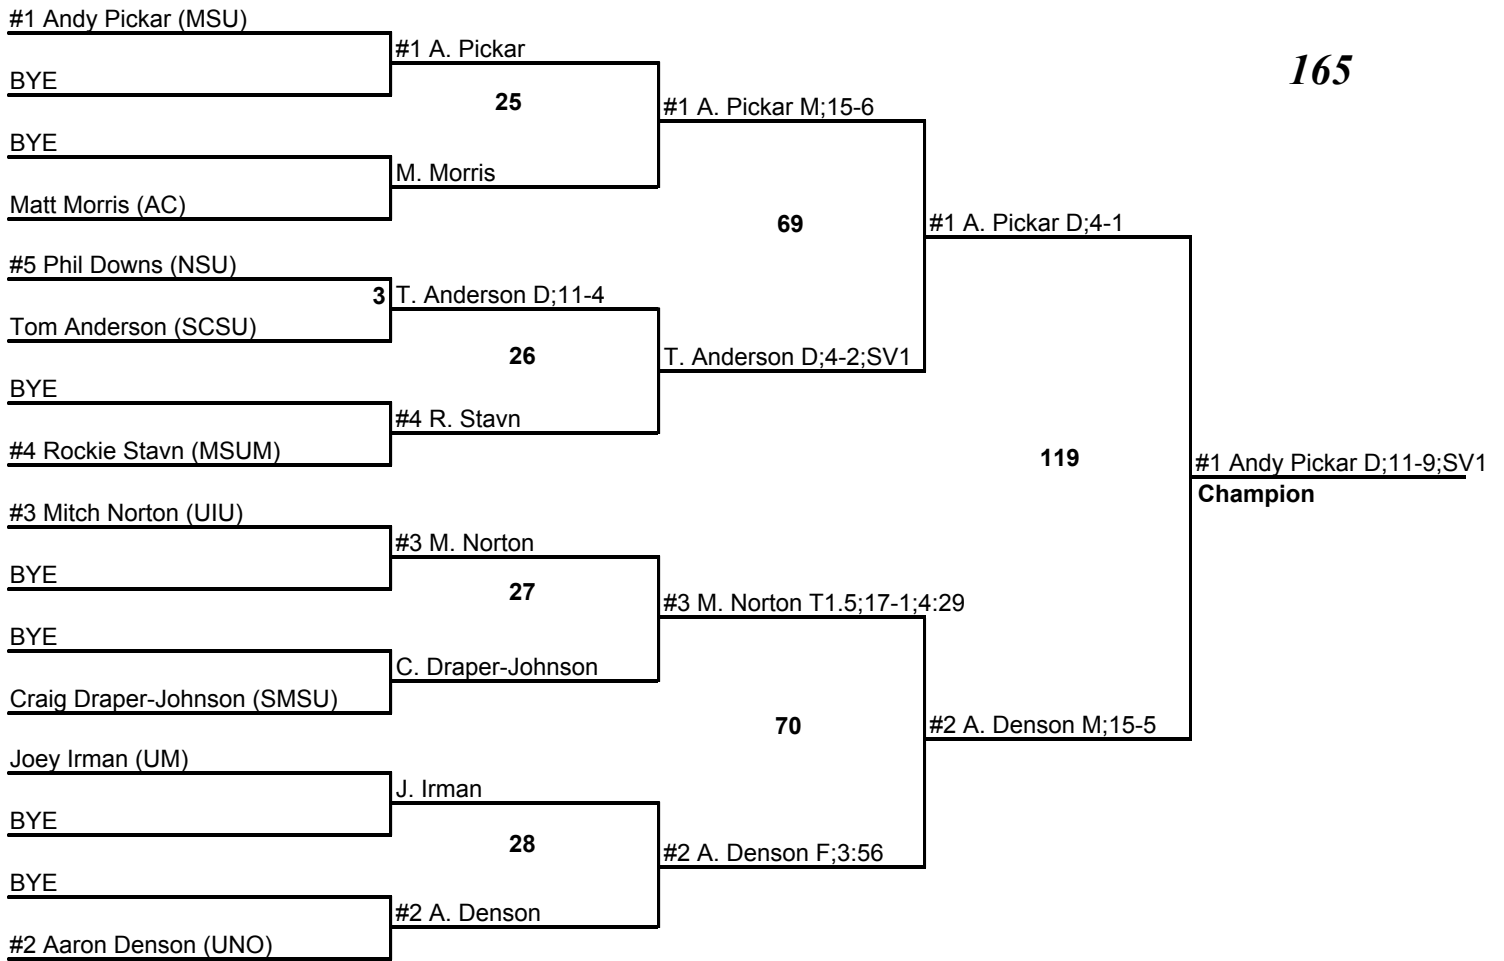 #1 Andy Pickar (MSU)
BYE
BYE
Matt Morris (AC)
#5 Phil Downs (NSU)
Tom Anderson (SCSU)
BYE
#4 Rockie Stavn (MSUM)
#3 Mitch Norton (UIU)
BYE
BYE
Craig Draper-Johnson (SMSU)
Joey Irman (UM)
BYE
BYE
#2 Aaron Denson (UNO)
#1 A. Pickar
25
M. Morris
3
T. Anderson D;11-4
26
#4 R. Stavn
#3 M. Norton
27
C. Draper-Johnson
J. Irman
28
#2 A. Denson
#1 A. Pickar M;15-6
69
T. Anderson D;4-2;SV1
#3 M. Norton T1.5;17-1;4:29
70
#2 A. Denson F;3:56
#1 A. Pickar D;4-1
119
#2 A. Denson M;15-5
165
#1 Andy Pickar D;11-9;SV1
Champion